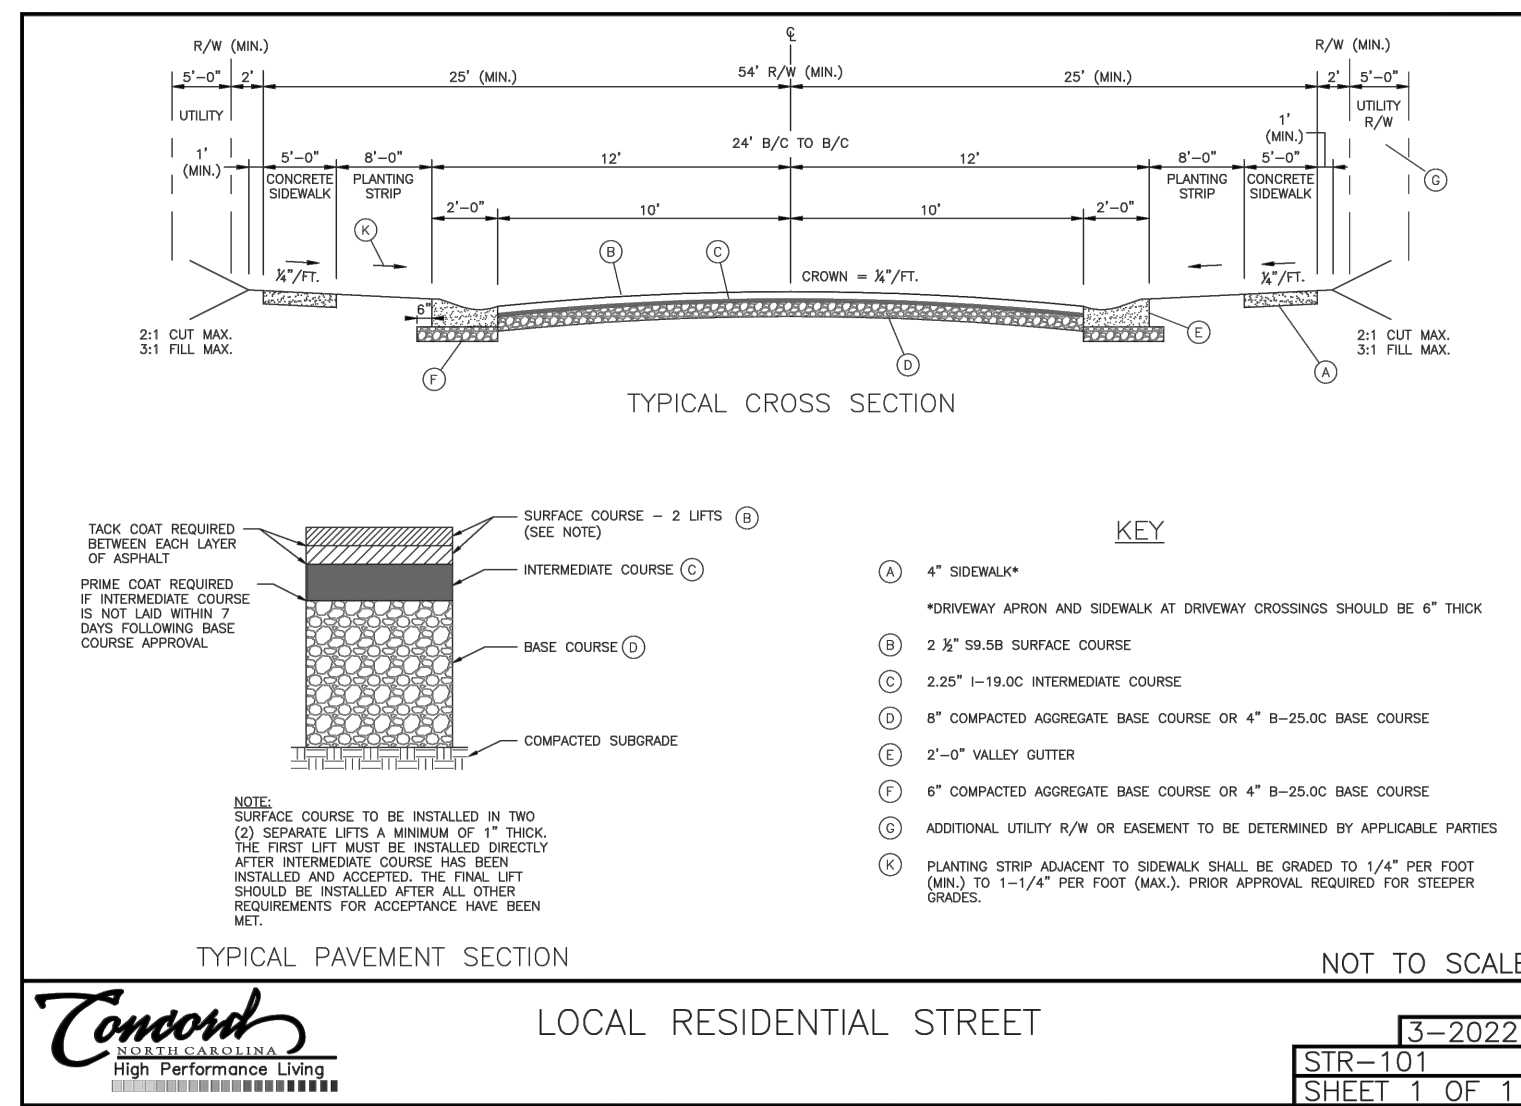 ℄
R/W (MIN.)
R/W (MIN.)
5'-0" 2' 25' (MIN.) 54' R/W (MIN.) 25' (MIN.) 2' 5'-0"
UTILITY
UTILITY
R/W
1'
(MIN.)
24' B/C TO B/C
1'
(MIN.)
5'-0" 8'-0" 12' 12' 8'-0" 5'-0"
CONCRETE
SIDEWALK
PLANTING
STRIP
PLANTING
STRIP
CONCRETE
SIDEWALK
G
2'-0" 10' 10' 2'-0"
K
B
C
¼"/FT.
CROWN = ¼"/FT.
¼"/FT.
6"
2:1 CUT MAX.
3:1 FILL MAX.
E
2:1 CUT MAX.
3:1 FILL MAX.
F
D
A
TYPICAL CROSS SECTION
TACK COAT REQUIRED
BETWEEN EACH LAYER
OF ASPHALT
PRIME COAT REQUIRED
IF INTERMEDIATE COURSE
IS NOT LAID WITHIN 7
DAYS FOLLOWING BASE
COURSE APPROVAL
SURFACE COURSE - 2 LIFTS B
(SEE NOTE)
INTERMEDIATE COURSE C
BASE COURSE D
COMPACTED SUBGRADE
NOTE:
SURFACE COURSE TO BE INSTALLED IN TWO
(2) SEPARATE LIFTS A MINIMUM OF 1" THICK.
THE FIRST LIFT MUST BE INSTALLED DIRECTLY
AFTER INTERMEDIATE COURSE HAS BEEN
INSTALLED AND ACCEPTED. THE FINAL LIFT
SHOULD BE INSTALLED AFTER ALL OTHER
REQUIREMENTS FOR ACCEPTANCE HAVE BEEN
MET.
TYPICAL PAVEMENT SECTION
KEY
A 4" SIDEWALK*
*DRIVEWAY APRON AND SIDEWALK AT DRIVEWAY CROSSINGS SHOULD BE 6" THICK
B 2 ½" S9.5B SURFACE COURSE
C 2.25" I-19.0C INTERMEDIATE COURSE
D 8" COMPACTED AGGREGATE BASE COURSE OR 4" B-25.0C BASE COURSE
E 2'-0" VALLEY GUTTER
F 6" COMPACTED AGGREGATE BASE COURSE OR 4" B-25.0C BASE COURSE
G ADDITIONAL UTILITY R/W OR EASEMENT TO BE DETERMINED BY APPLICABLE PARTIES
K PLANTING STRIP ADJACENT TO SIDEWALK SHALL BE GRADED TO 1/4" PER FOOT
(MIN.) TO 1-1/4" PER FOOT (MAX.). PRIOR APPROVAL REQUIRED FOR STEEPER
GRADES.
NOT TO SCALE
Concord
NORTH CAROLINA
High Performance Living
LOCAL RESIDENTIAL STREET
3-2022
STR-101
SHEET 1 OF 1